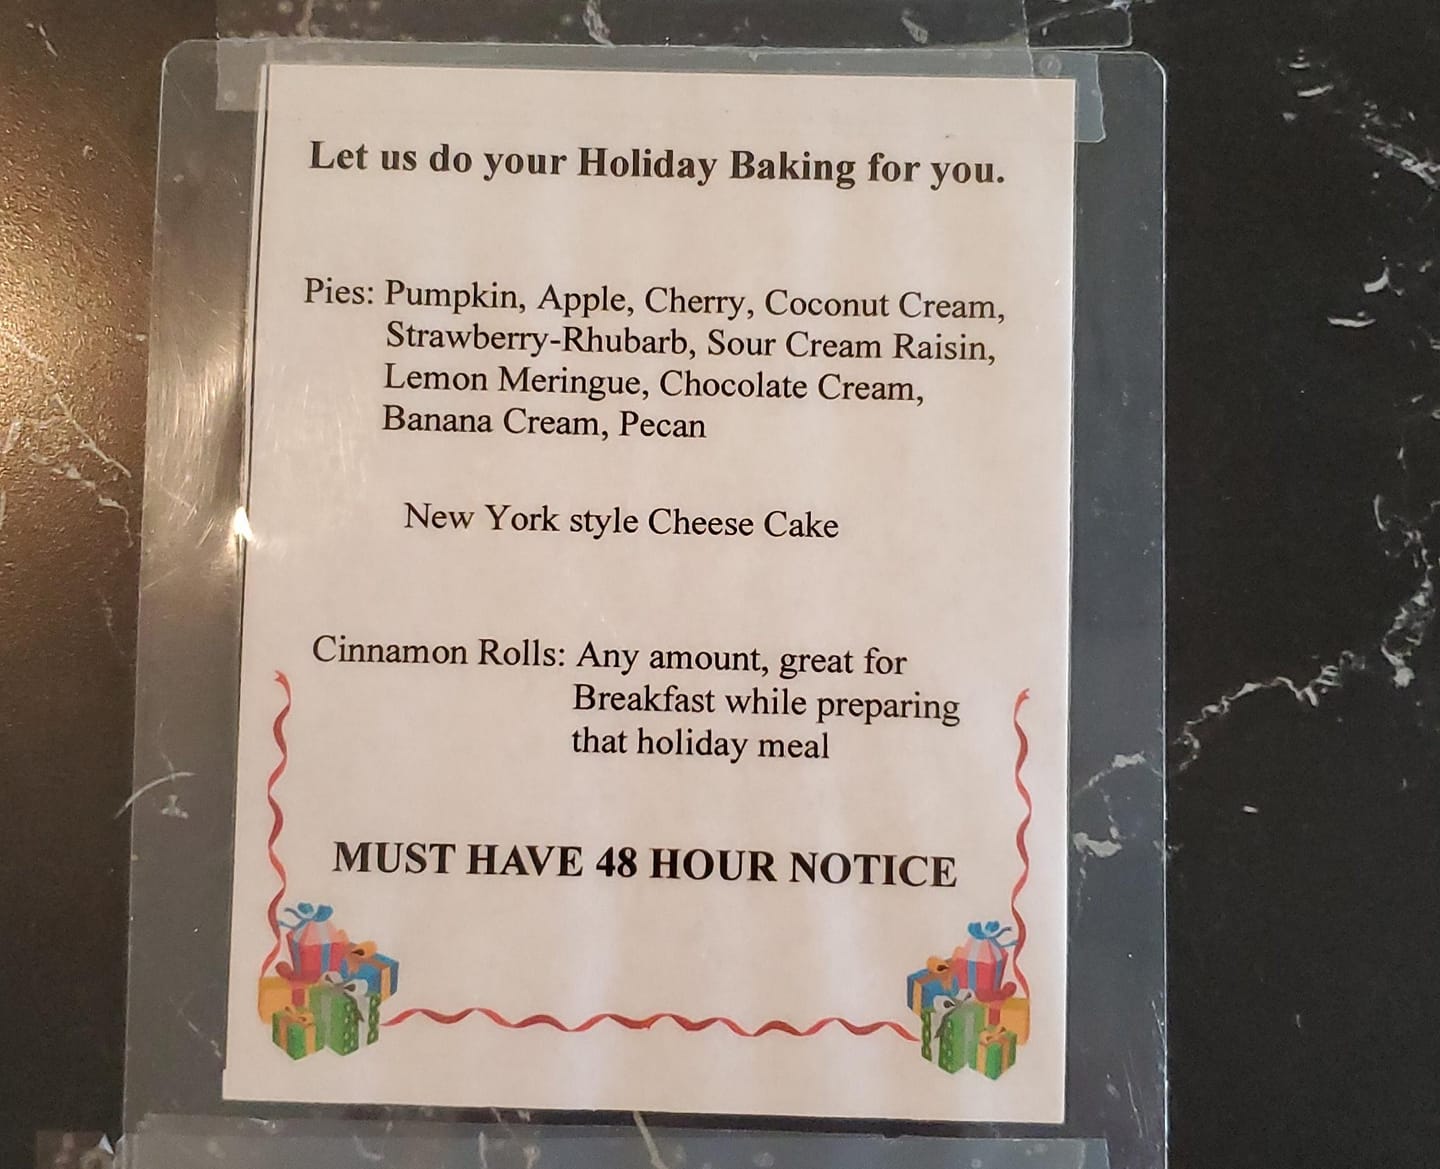 Let us do your Holiday Baking for you.
Pies: Pumpkin, Apple, Cherry, Coconut Cream,
Strawberry-Rhubarb, Sour Cream Raisin,
Lemon Meringue, Chocolate Cream,
Banana Cream, Pecan
New York style Cheese Cake
Cinnamon Rolls: Any amount, great for
Breakfast while preparing
that holiday meal
MUST HAVE 48 HOUR NOTICE